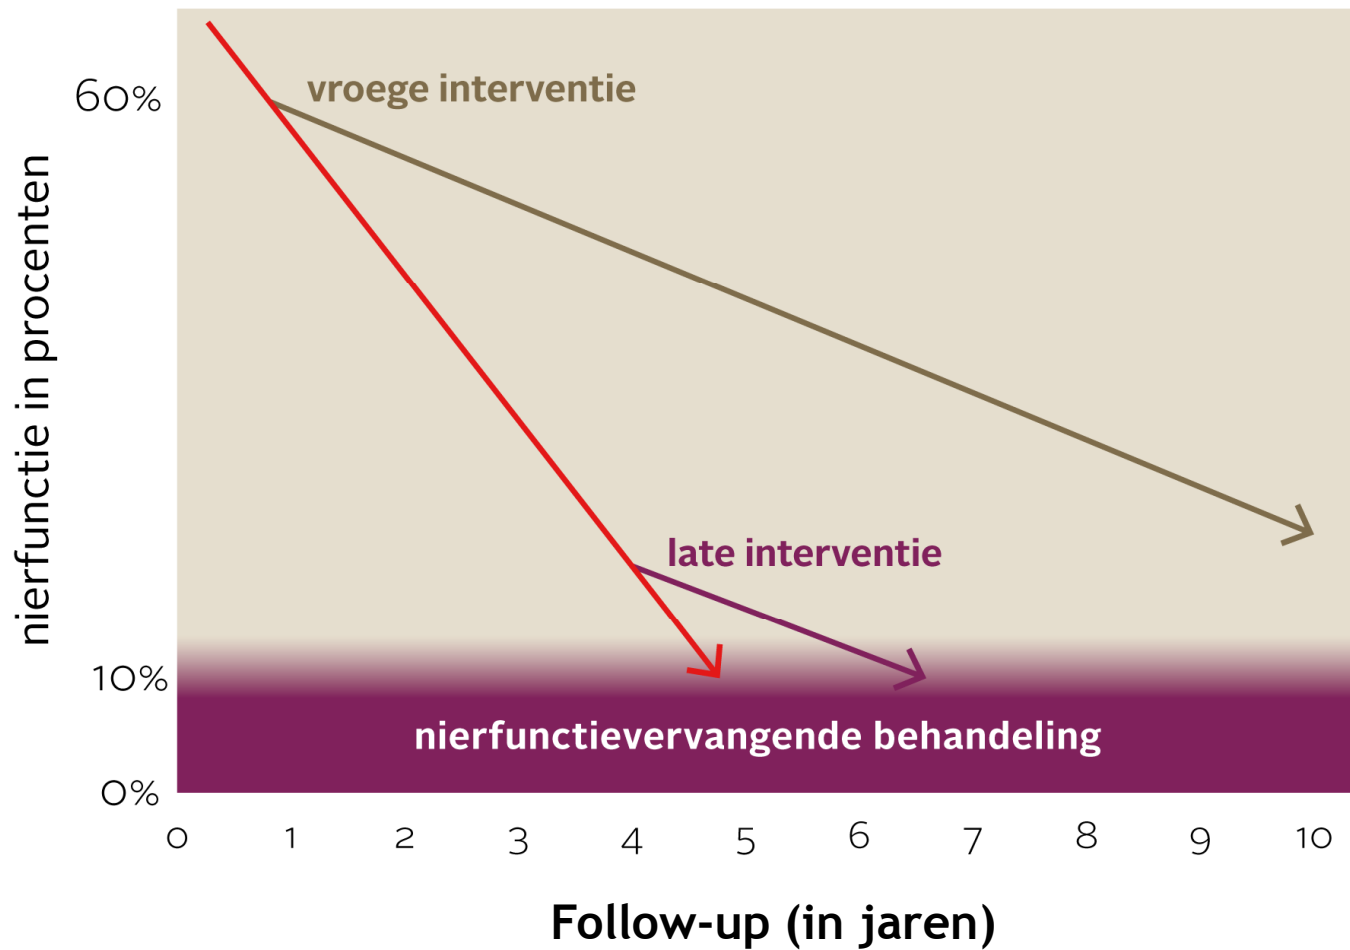 60%
vroege interventie
nierfunctie in procenten
late interventie
10%
nierfunctievervangende behandeling
0%
0 1 2 3 4 5 6 7 8 9 10
Follow-up (in jaren)